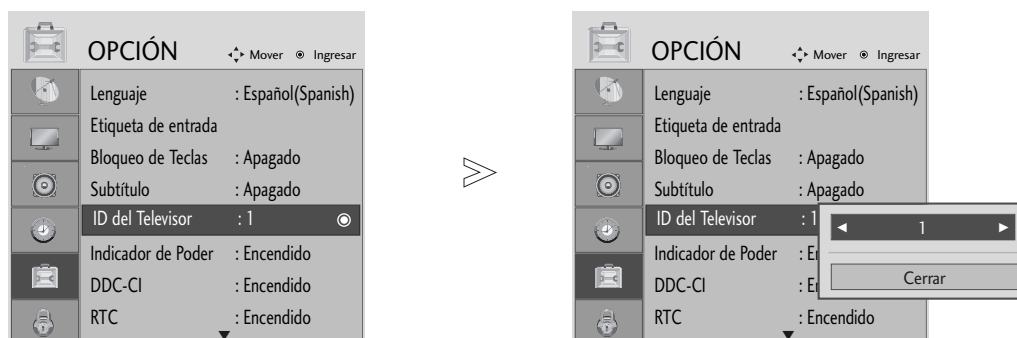 OPCIÓN Mover Ingresar
Lenguaje : Español(Spanish)
Etiqueta de entrada
Bloqueo de Teclas : Apagado
Subtítulo : Apagado
ID del Televisor : 1
Indicador de Poder : Encendido
DDC-CI : Encendido
RTC : Encendido
OPCIÓN Mover Ingresar
Lenguaje : Español(Spanish)
Etiqueta de entrada
Bloqueo de Teclas : Apagado
Subtítulo : Apagado
ID del Televisor : 1
1
Indicador de Poder : En
Cerrar
DDC-CI : En
RTC : Encendido